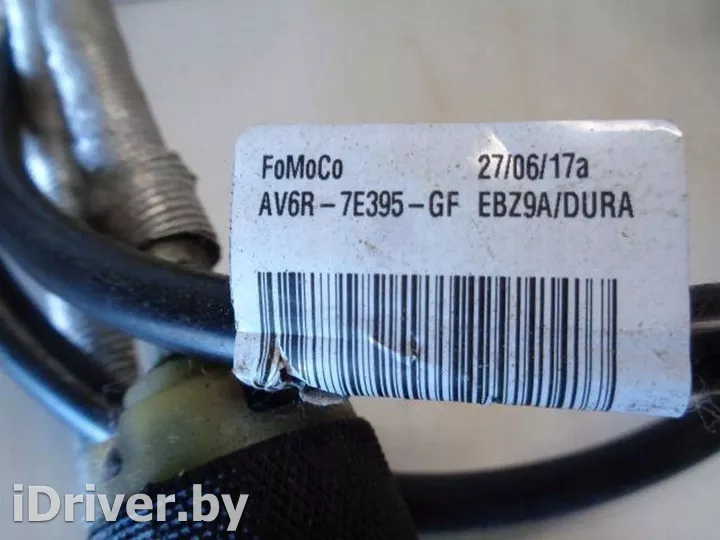 FoMoCo 27/06/17a
AV6R-7E395-GF EBZ9A/DURA
iDriver.by